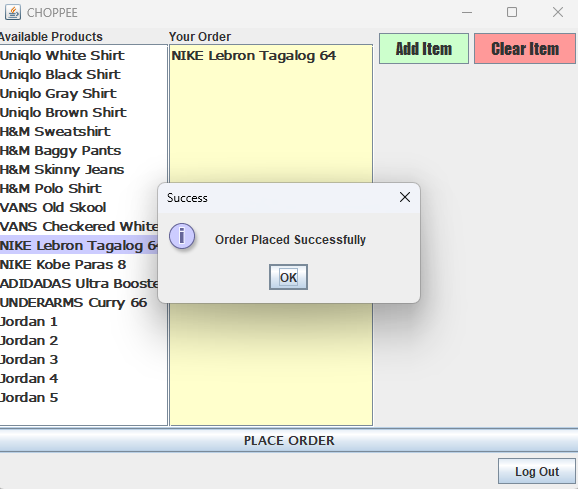 CHOPPEE
Available Products
Your Order
Add Item
Clear Item
Uniqlo White Shirt
Uniqlo Black Shirt
Uniqlo Gray Shirt
Uniqlo Brown Shirt
H&M Sweatshirt
H&M Baggy Pants
H&M Skinny Jeans
H&M Polo Shirt
VANS Old Skool
VANS Checkered White
NIKE Lebron Tagalog 64
NIKE Kobe Paras 8
ADIDADAS Ultra Booste
UNDERARMS Curry 66
Jordan 1
Jordan 2
Jordan 3
Jordan 4
Jordan 5
NIKE Lebron Tagalog 64
Success
Order Placed Successfully
OK
PLACE ORDER
Log Out